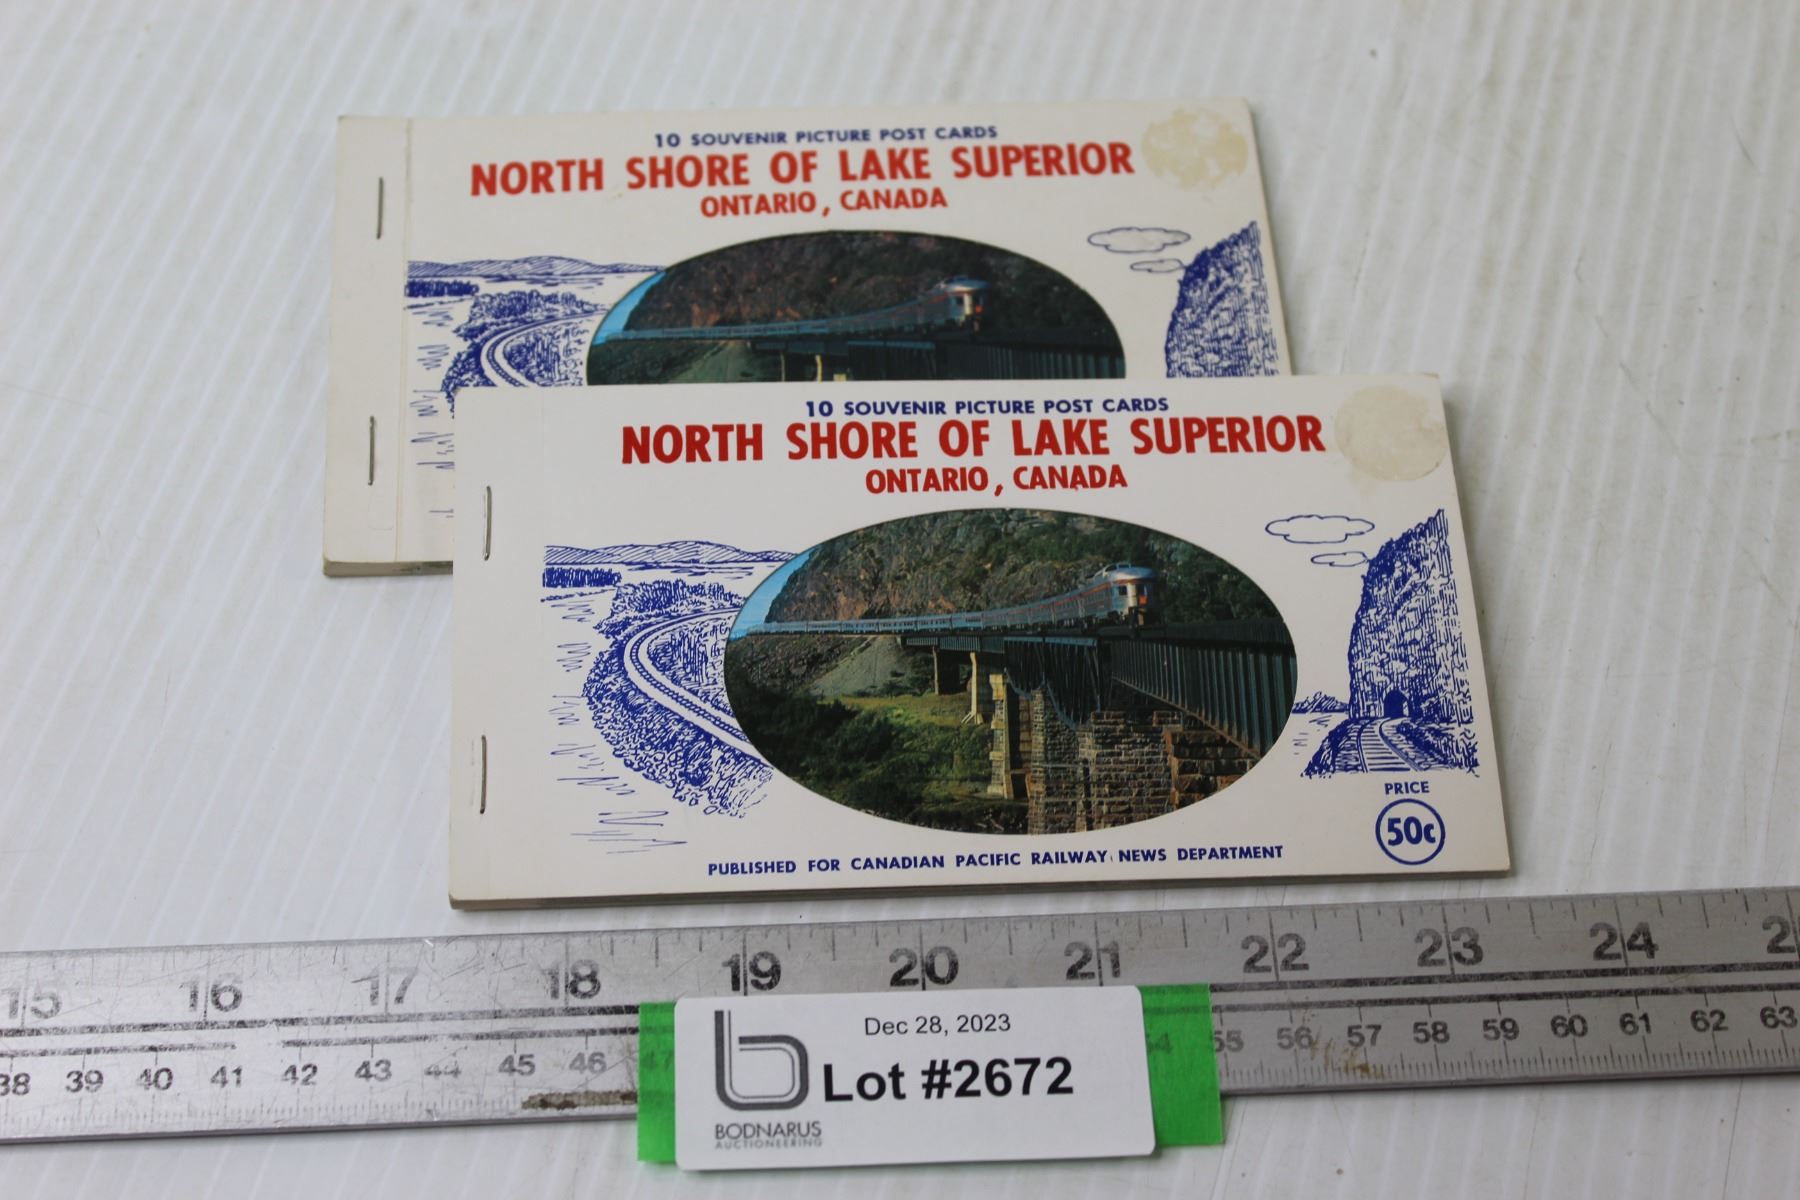 10 SOUVENIR PICTURE POST CARDS
NORTH SHORE OF LAKE SUPERIOR
ONTARIO, CANADA
10 SOUVENIR PICTURE POST CARDS
NORTH SHORE OF LAKE SUPERIOR
ONTARIO, CANADA
PRICE
50c
PUBLISHED FOR CANADIAN PACIFIC RAILWAY NEWS DEPARTMENT
15 16 17 18 19 20 21 22 23 24
38 39 40 41 42 43 44 45 46 47 54 55 56 57 58 59 60 61 62 63
Dec 28, 2023
Lot #2672
BODNARUS
AUCTIONEERING